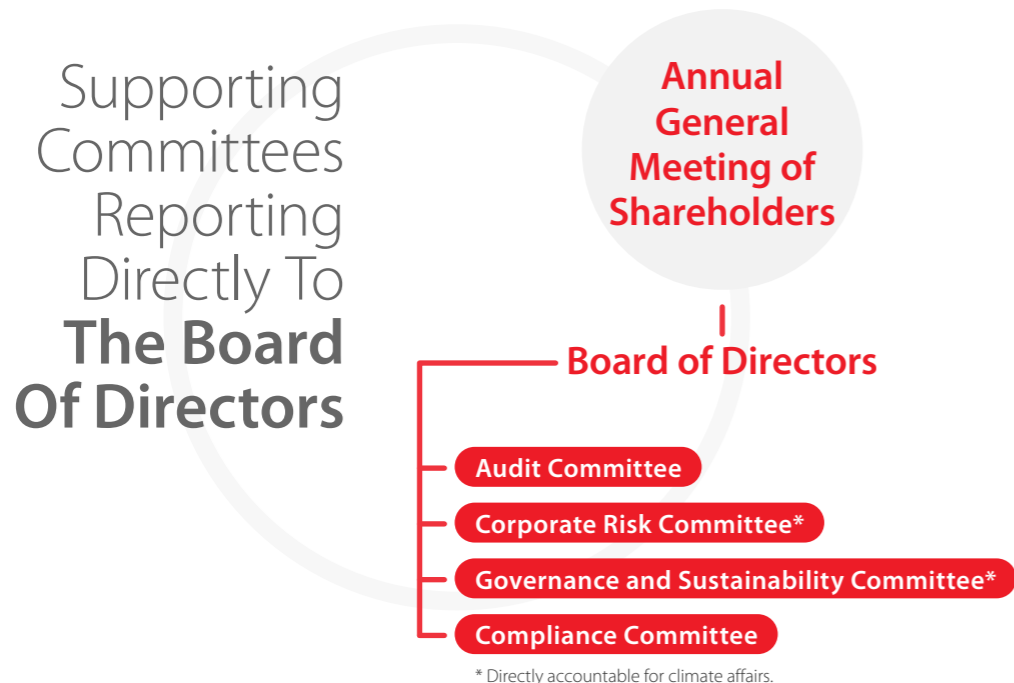 Supporting
Committees
Reporting
Directly To
The Board
Of Directors
Annual
General
Meeting of
Shareholders
Board of Directors
Audit Committee
Corporate Risk Committee*
Governance and Sustainability Committee*
Compliance Committee
* Directly accountable for climate affairs.